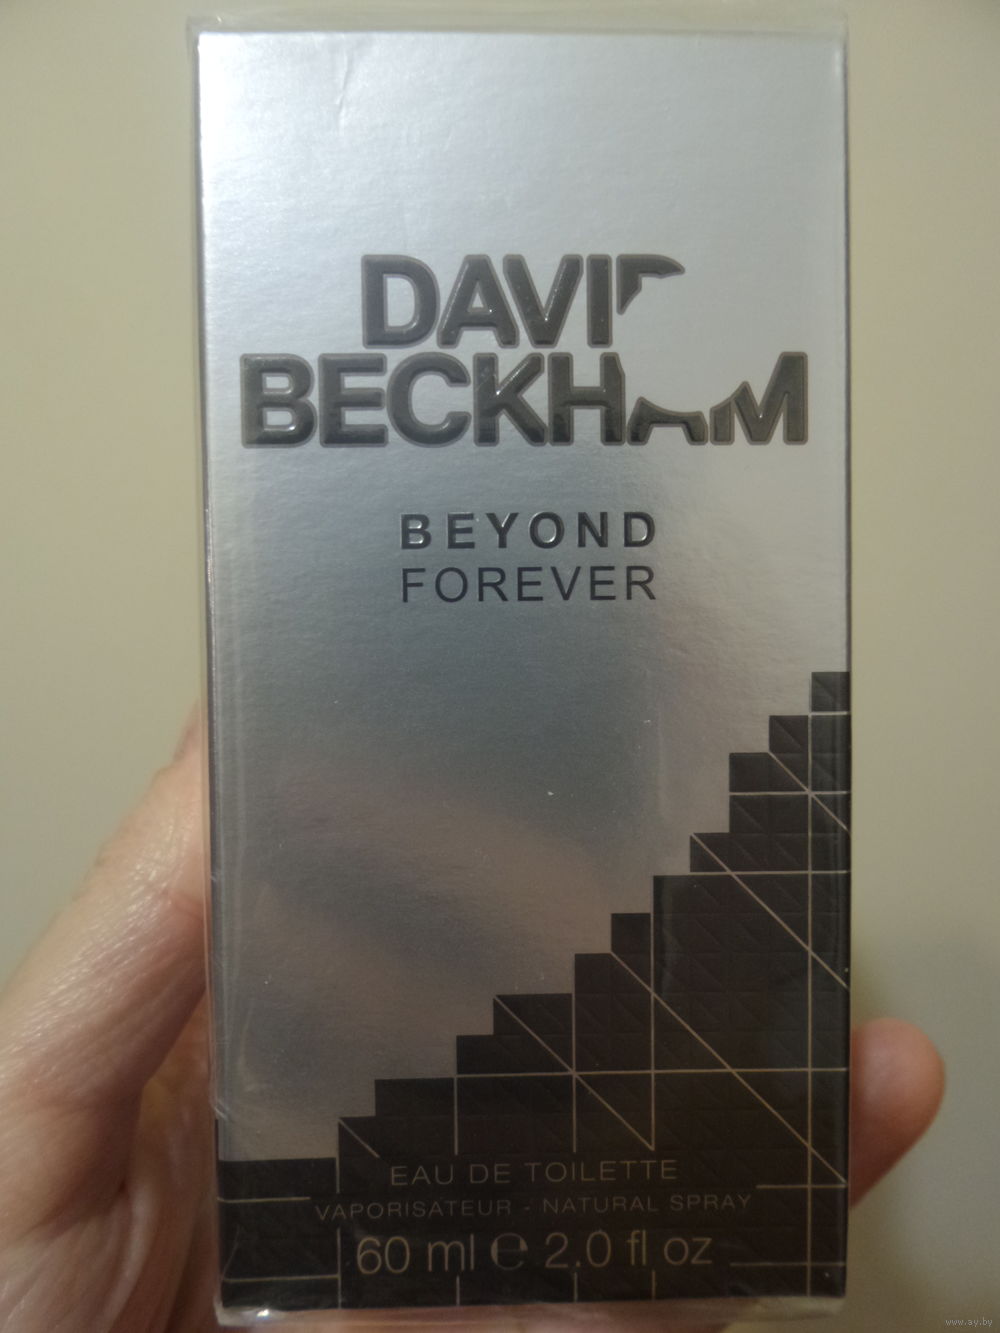 DAVID
BECKHAM
BEYOND
FOREVER
EAU DE TOILETTE
VAPORISATEUR - NATURAL SPRAY
60 ml ℮ 2.0 fl oz
www.ay.by